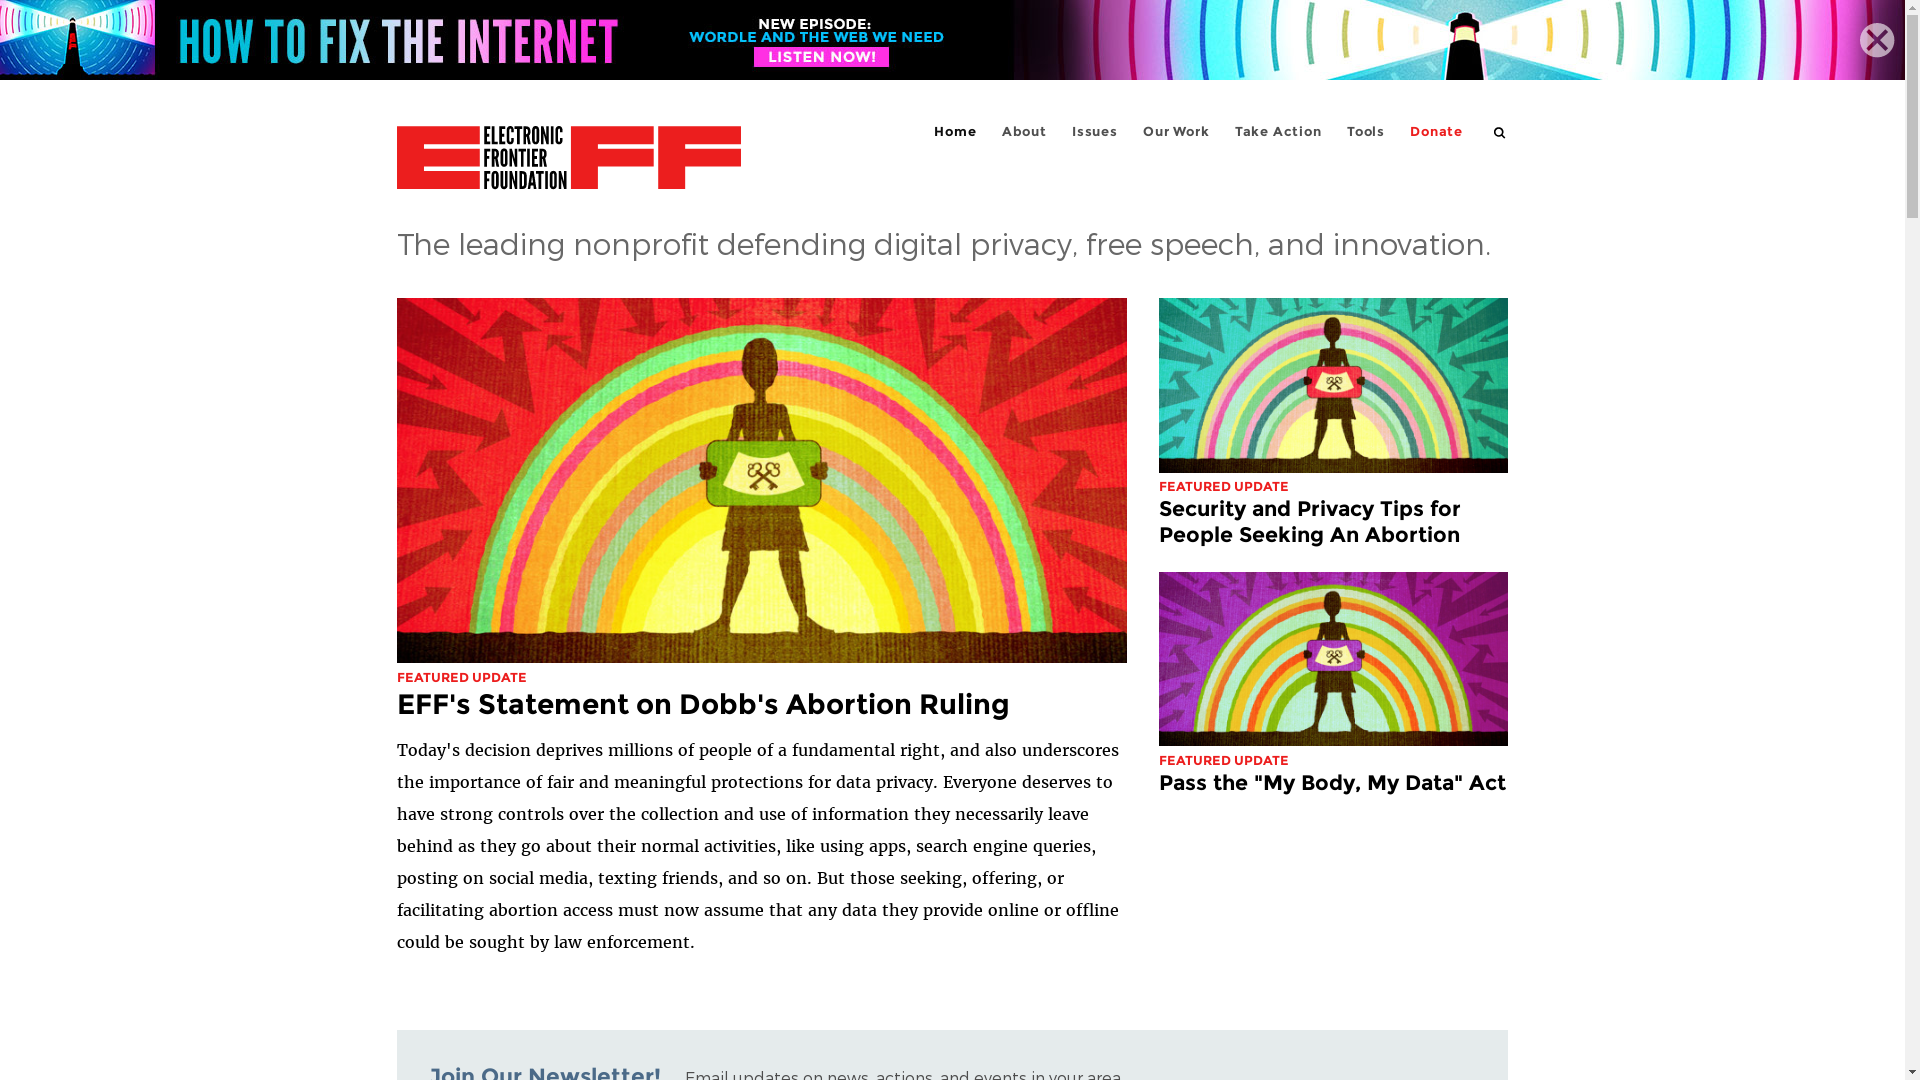 HOW TO FIX THE INTERNET
NEW EPISODE:
WORDLE AND THE WEB WE NEED
LISTEN NOW!
ELECTRONIC
FRONTIER
FOUNDATION
EFF
Home About Issues Our Work Take Action Tools Donate
The leading nonprofit defending digital privacy, free speech, and innovation.
FEATURED UPDATE
EFF's Statement on Dobb's Abortion Ruling
Today's decision deprives millions of people of a fundamental right, and also underscores
the importance of fair and meaningful protections for data privacy. Everyone deserves to
have strong controls over the collection and use of information they necessarily leave
behind as they go about their normal activities, like using apps, search engine queries,
posting on social media, texting friends, and so on. But those seeking, offering, or
facilitating abortion access must now assume that any data they provide online or offline
could be sought by law enforcement.
FEATURED UPDATE
Security and Privacy Tips for
People Seeking An Abortion
FEATURED UPDATE
Pass the "My Body, My Data" Act
Join Our Newsletter!
Email updates on news, actions, and events in your area.